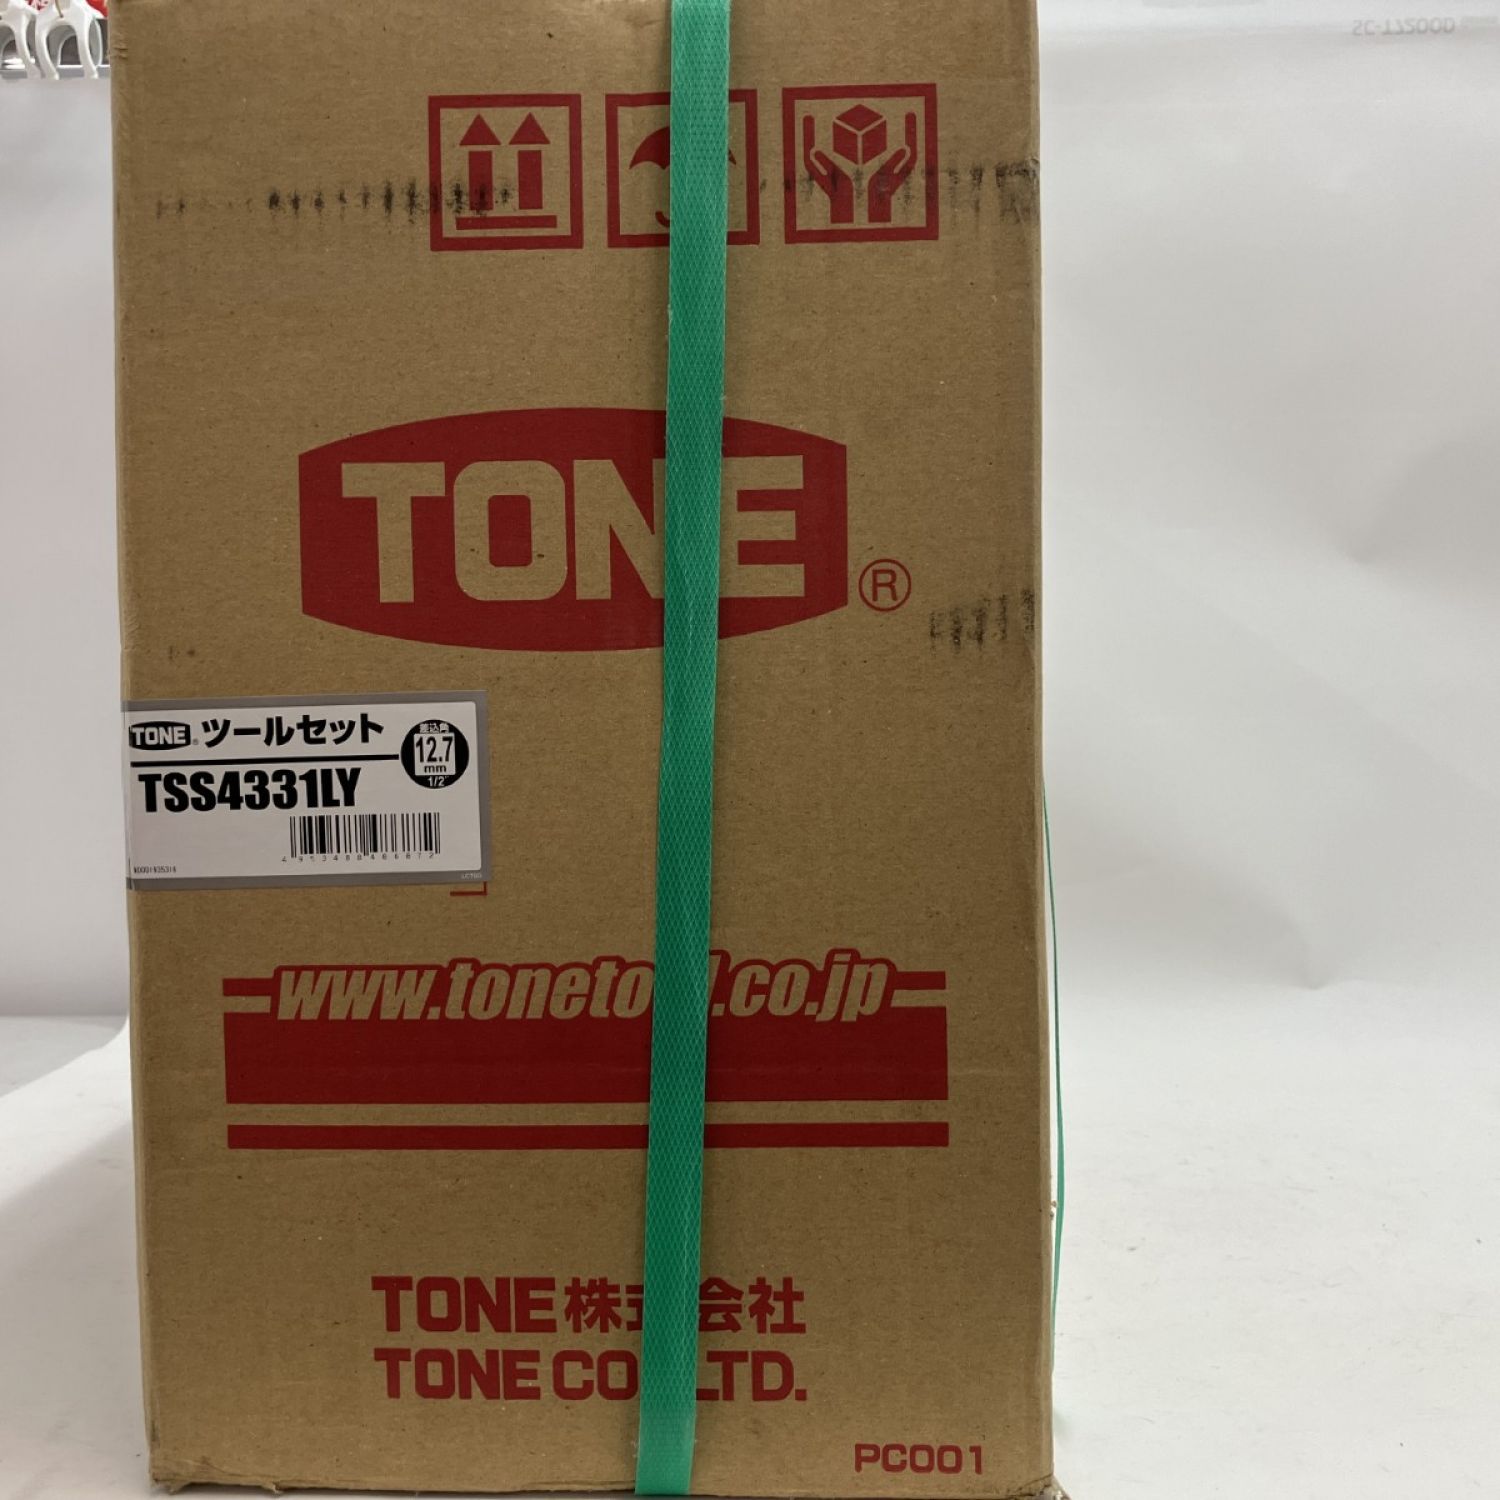 TONE®
TONE® ツールセット
差込角
12.7
mm
1/2"
TSS4331LY
4953488486872
www.tonetool.co.jp
TONE株式会社
TONE CO., LTD.
PC001